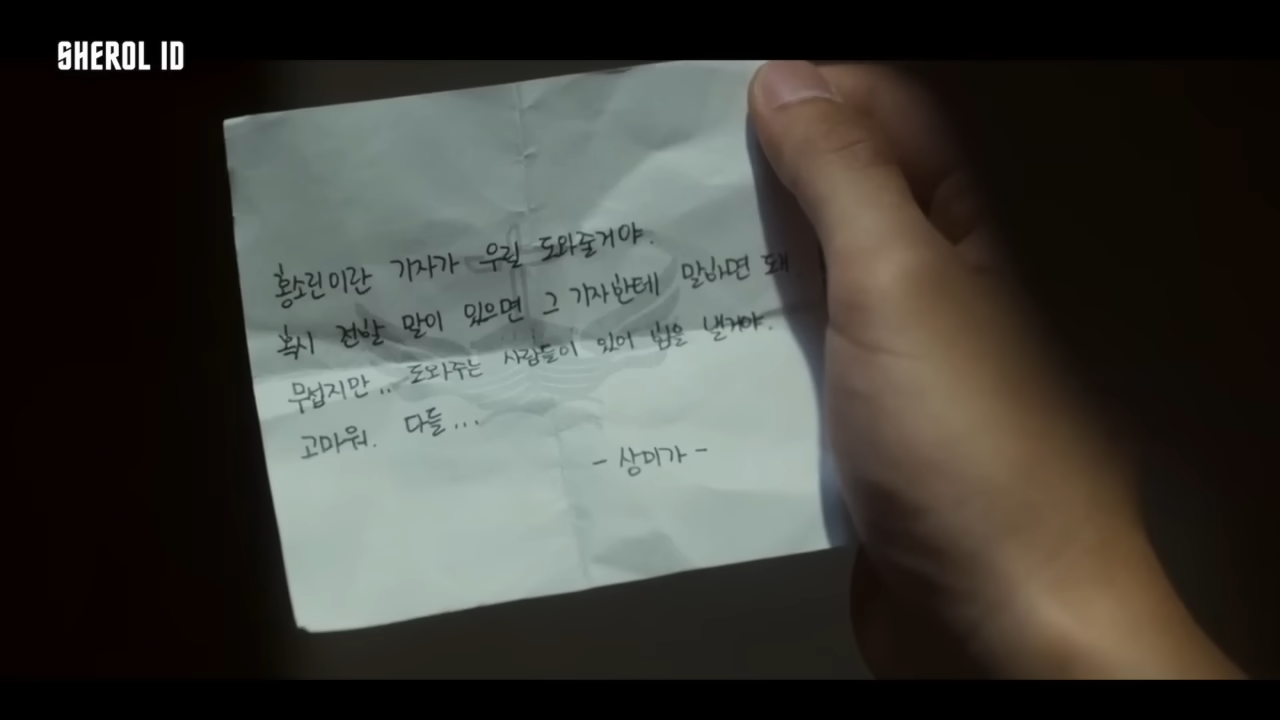 SHEROL ID
황소린이란 기자가 우릴 도와줄거야.
혹시 전할 말이 있으면 그 기자한테 말하면 돼
무섭지만.. 도와주는 사람들이 있어 힘을 낼거야.
고마워. 다들...
- 상미가 -